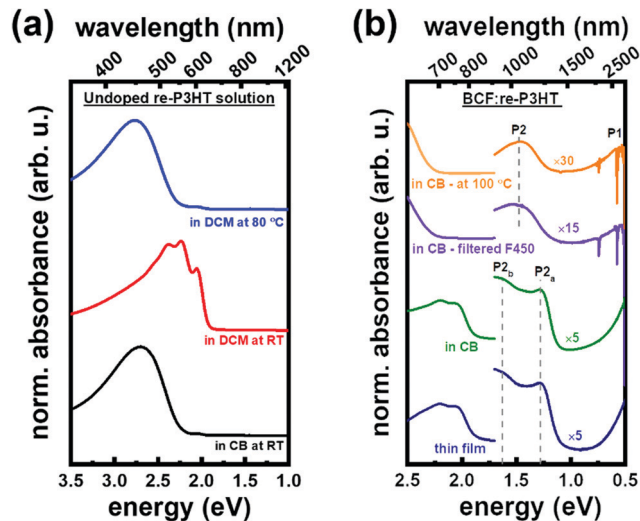 (a)
wavelength (nm)
400 500 600 800 1200
Undoped re-P3HT solution
in DCM at 80 °C
in DCM at RT
in CB at RT
norm. absorbance (arb. u.)
3.5 3.0 2.5 2.0 1.5 1.0
energy (eV)
(b)
wavelength (nm)
700 800 1000 1500 2500
BCF:re-P3HT
P2 P1
×30
in CB - at 100 °C
×15
in CB - filtered F450
P2b P2a
×5
in CB
×5
thin film
norm. absorbance (arb. u.)
2.5 2.0 1.5 1.0 0.5
energy (eV)